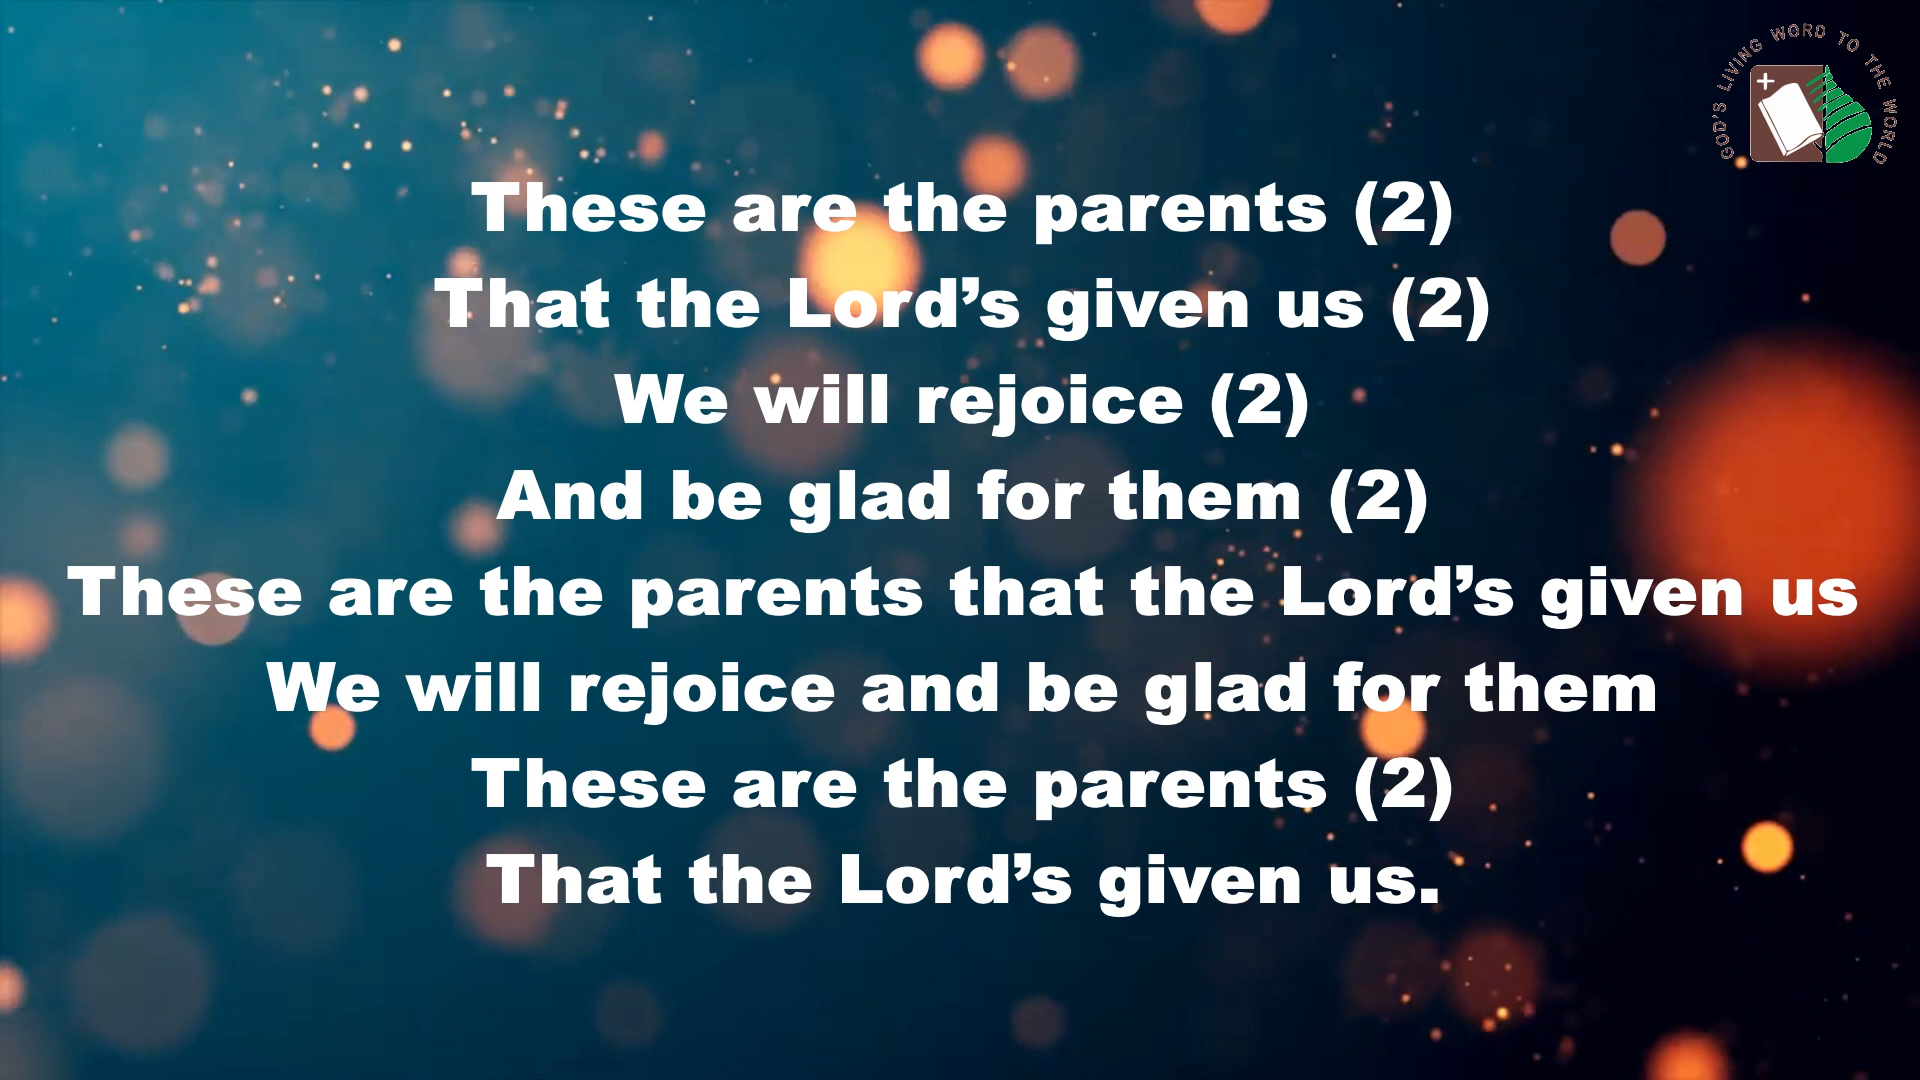 GOD'S LIVING WORD TO THE WORLD
These are the parents (2)
That the Lord’s given us (2)
We will rejoice (2)
And be glad for them (2)
These are the parents that the Lord’s given us
We will rejoice and be glad for them
These are the parents (2)
That the Lord’s given us.